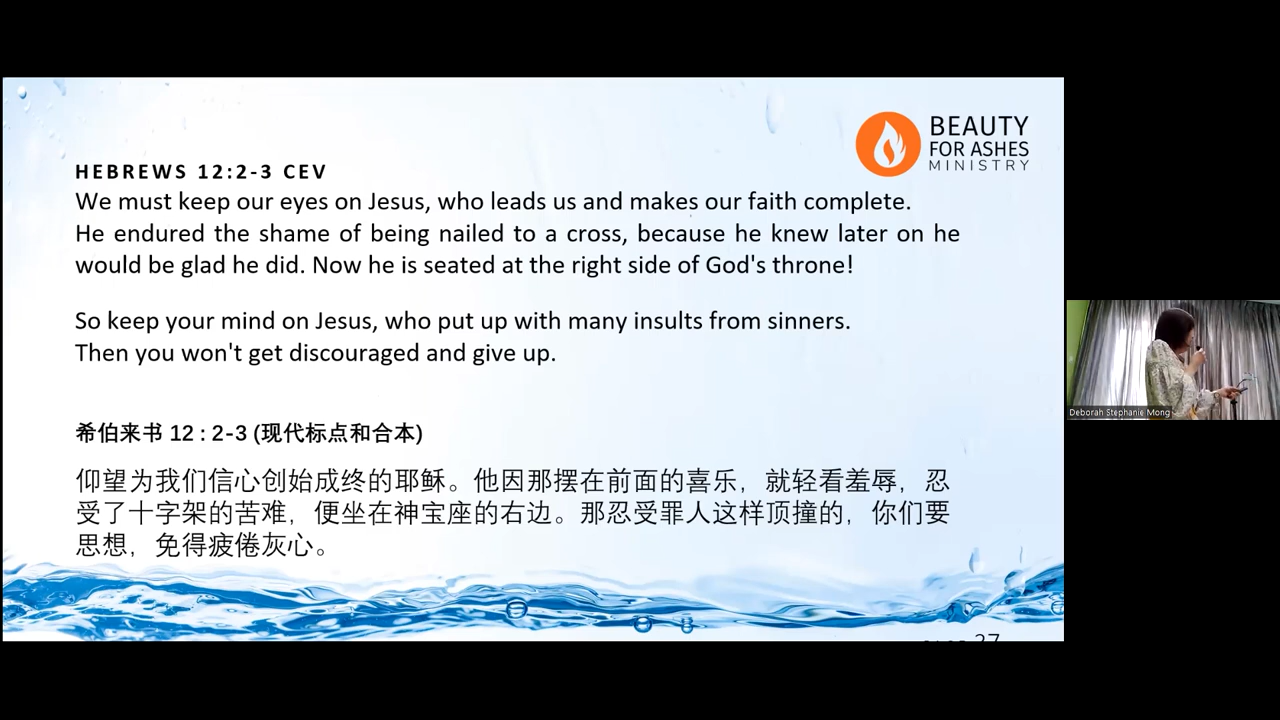 BEAUTY
FOR ASHES
MINISTRY
HEBREWS 12:2-3 CEV
We must keep our eyes on Jesus, who leads us and makes our faith complete.
He endured the shame of being nailed to a cross, because he knew later on he
would be glad he did. Now he is seated at the right side of God's throne!
So keep your mind on Jesus, who put up with many insults from sinners.
Then you won't get discouraged and give up.
希伯来书 12 : 2-3 (现代标点和合本)
仰望为我们信心创始成终的耶稣。他因那摆在前面的喜乐，就轻看羞辱，忍
受了十字架的苦难，便坐在神宝座的右边。那忍受罪人这样顶撞的，你们要
思想，免得疲倦灰心。
27
Deborah Stephanie Mong